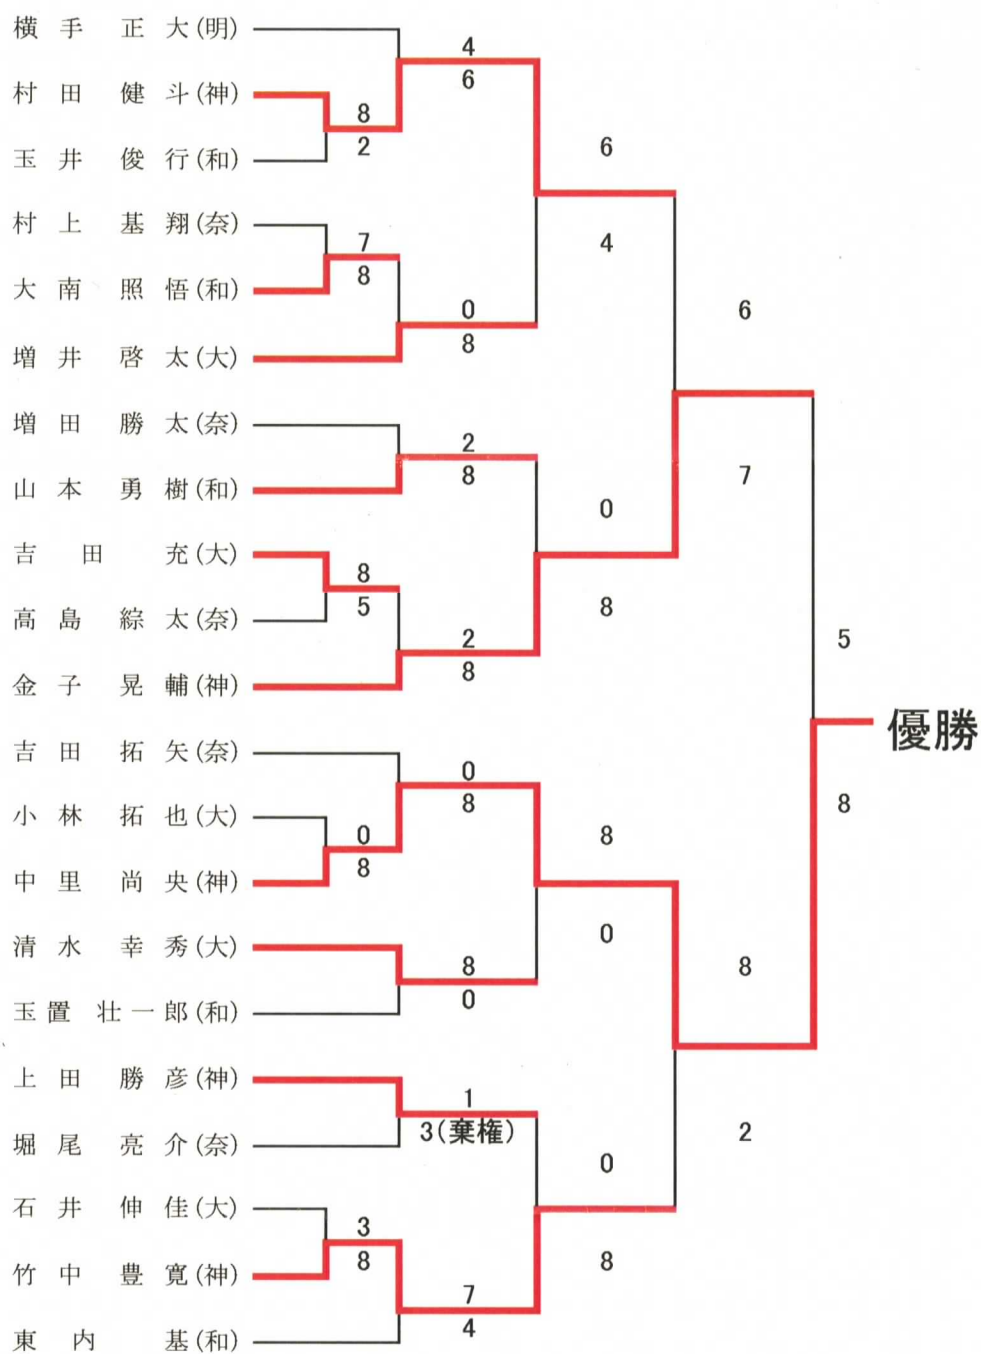 横手 正大(明)
4
村田 健斗(神)
6
8
玉井 俊行(和)
2
6
村上 基翔(奈)
7
4
大南 照悟(和)
8
0
6
増井 啓太(大)
8
増田 勝太(奈)
2
山本 勇樹(和)
8
7
0
吉田 充(大)
8
高島 綜太(奈)
5
8
2
5
金子 晃輔(神)
8
優勝
吉田 拓矢(奈)
0
8
8
小林 拓也(大)
0
8
中里 尚央(神)
8
0
清水 幸秀(大)
8
8
玉置 壮一郎(和)
0
上田 勝彦(神)
1
3(棄権)
2
堀尾 亮介(奈)
0
石井 伸佳(大)
3
竹中 豊寛(神)
8
8
7
東内 基(和)
4